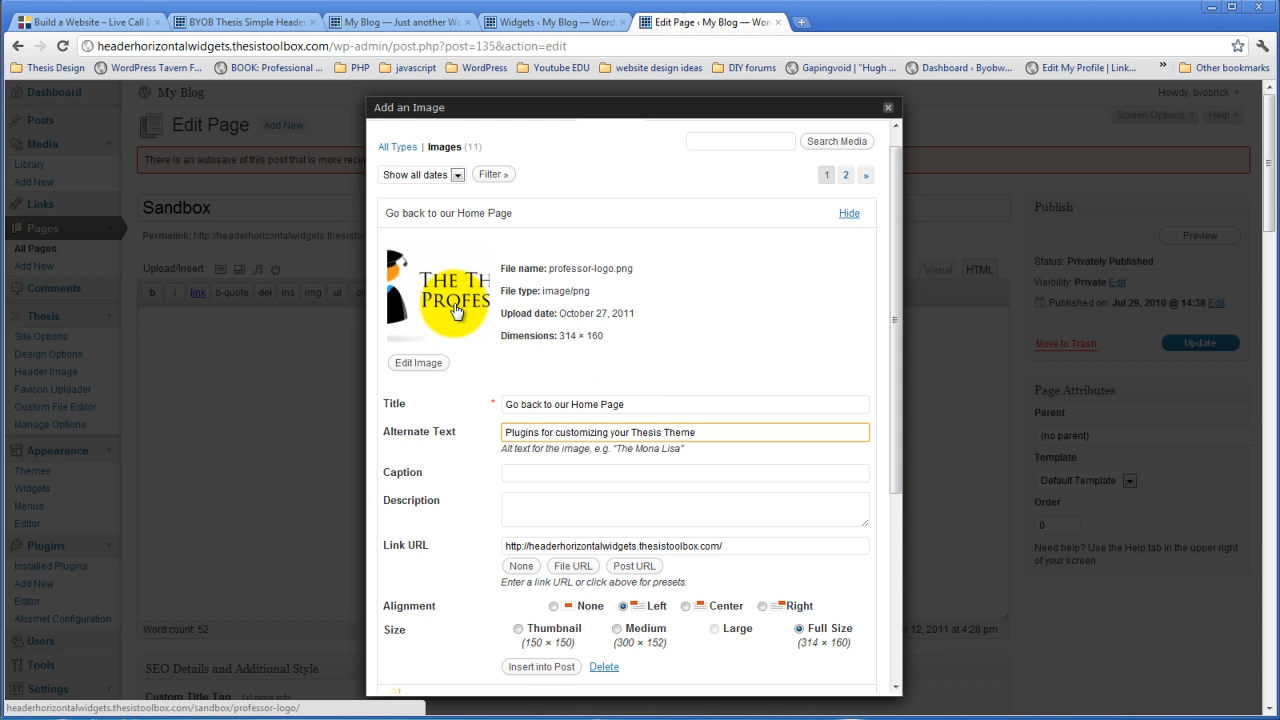 Build a Website – Live Call I
BYOB Thesis Simple Heade
My Blog — Just another Wo
Widgets ‹ My Blog — Word
Edit Page ‹ My Blog — Wor
headerhorizontalwidgets.thesistoolbox.com/wp-admin/post.php?post=135&action=edit
Thesis Design
WordPress Tavern F...
BOOK: Professional ...
PHP
javascript
WordPress
Youtube EDU
website design ideas
DIY forums
Gapingvoid | "Hugh ...
Dashboard ‹ Byobw...
Edit My Profile | Link...
Other bookmarks
Dashboard
Posts
Media
Library
Add New
Links
Pages
All Pages
Add New
Comments
Thesis
Site Options
Design Options
Header Image
Favicon Uploader
Custom File Editor
Manage Options
Appearance
Themes
Widgets
Menus
Editor
Plugins
Installed Plugins
Add New
Editor
Akismet Configuration
Users
Tools
Settings
My Blog
Howdy, byobrick
Edit Page
Add New
Screen Options
Help
There is an autosave of this post that is more rece
Sandbox
Permalink: http://headerhorizontalwidgets.thesistoo
Upload/Insert
Visual
HTML
b
i
link
b-quote
del
ins
img
ul
Word count: 52
12, 2011 at 4:28 pm
SEO Details and Additional Style
Custom Title Tag [+] more info
Add an Image
All Types | Images (11)
Search Media
Show all dates
Filter »
1
2
»
Go back to our Home Page
Hide
THE TH
PROFES
File name: professor-logo.png
File type: image/png
Upload date: October 27, 2011
Dimensions: 314 × 160
Edit Image
Title * Go back to our Home Page
Alternate Text Plugins for customizing your Thesis Theme
Alt text for the image, e.g. "The Mona Lisa"
Caption
Description
Link URL http://headerhorizontalwidgets.thesistoolbox.com/
None File URL Post URL
Enter a link URL or click above for presets.
Alignment None Left Center Right
Size Thumbnail Medium Large Full Size
(150 × 150) (300 × 152) (314 × 160)
Insert into Post Delete
Publish
Preview
Status: Privately Published
Visibility: Private Edit
Published on: Jul 29, 2010 @ 14:38 Edit
Move to Trash
Update
Page Attributes
Parent
(no parent)
Template
Default Template
Order
0
Need help? Use the Help tab in the upper right
of your screen.
headerhorizontalwidgets.thesistoolbox.com/sandbox/professor-logo/